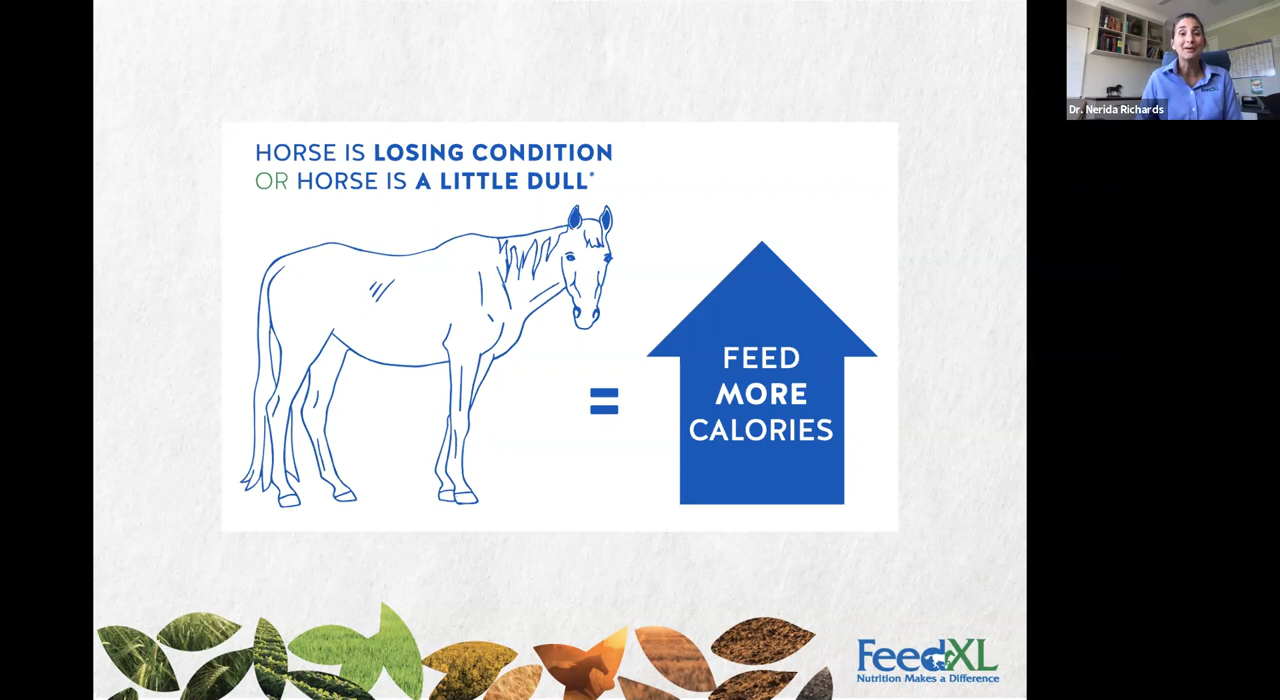 HORSE IS LOSING CONDITION
OR HORSE IS A LITTLE DULL*
=
FEED
MORE
CALORIES
FeedXL
Nutrition Makes a Difference
Dr. Nerida Richards